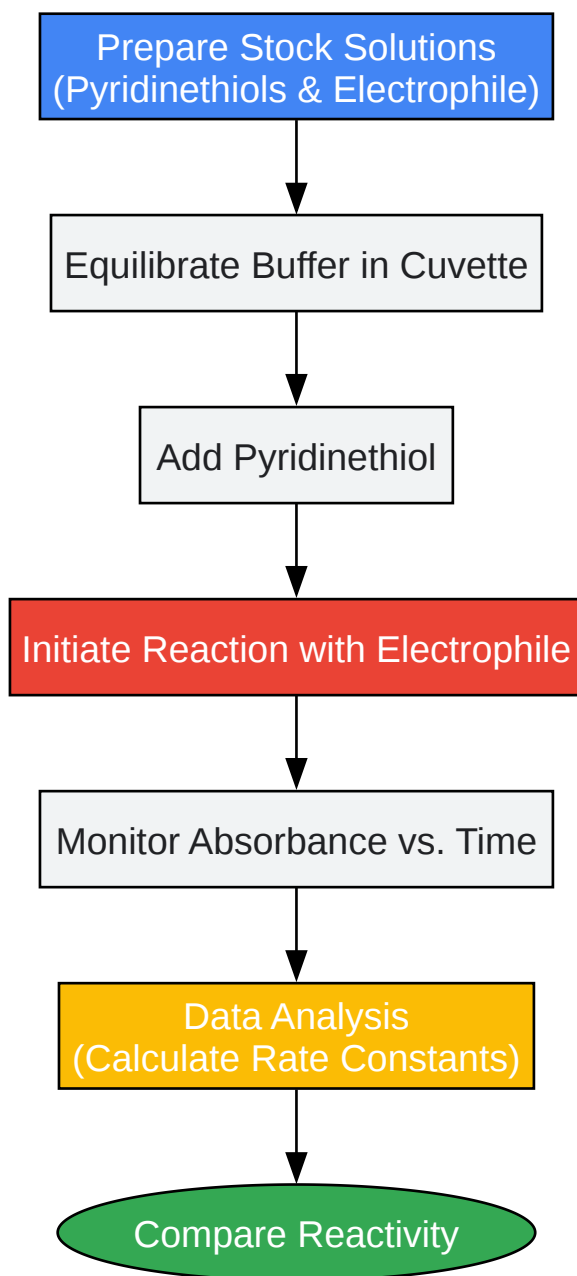 Prepare Stock Solutions
(Pyridinethiols & Electrophile)
Equilibrate Buffer in Cuvette
Add Pyridinethiol
Initiate Reaction with Electrophile
Monitor Absorbance vs. Time
Data Analysis
(Calculate Rate Constants)
Compare Reactivity